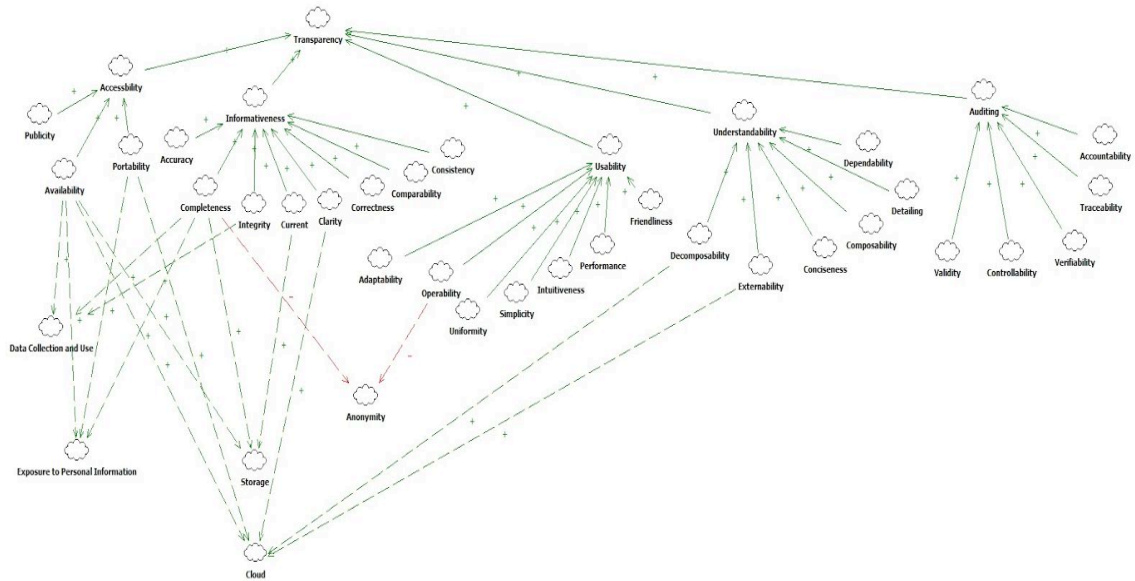 Transparency
Accessbility
Publicity
Informativeness
Auditing
Understandability
Accuracy
Portability
Availability
Consistency
Usability
Dependability
Accountability
Completeness
Integrity
Current
Clarity
Correctness
Comparability
Friendliness
Detailing
Traceability
Adaptability
Operability
Uniformity
Simplicity
Intuitiveness
Performance
Decomposability
Externability
Conciseness
Composability
Validity
Controllability
Verifiability
Data Collection and Use
Anonymity
Exposure to Personal Information
Storage
Cloud